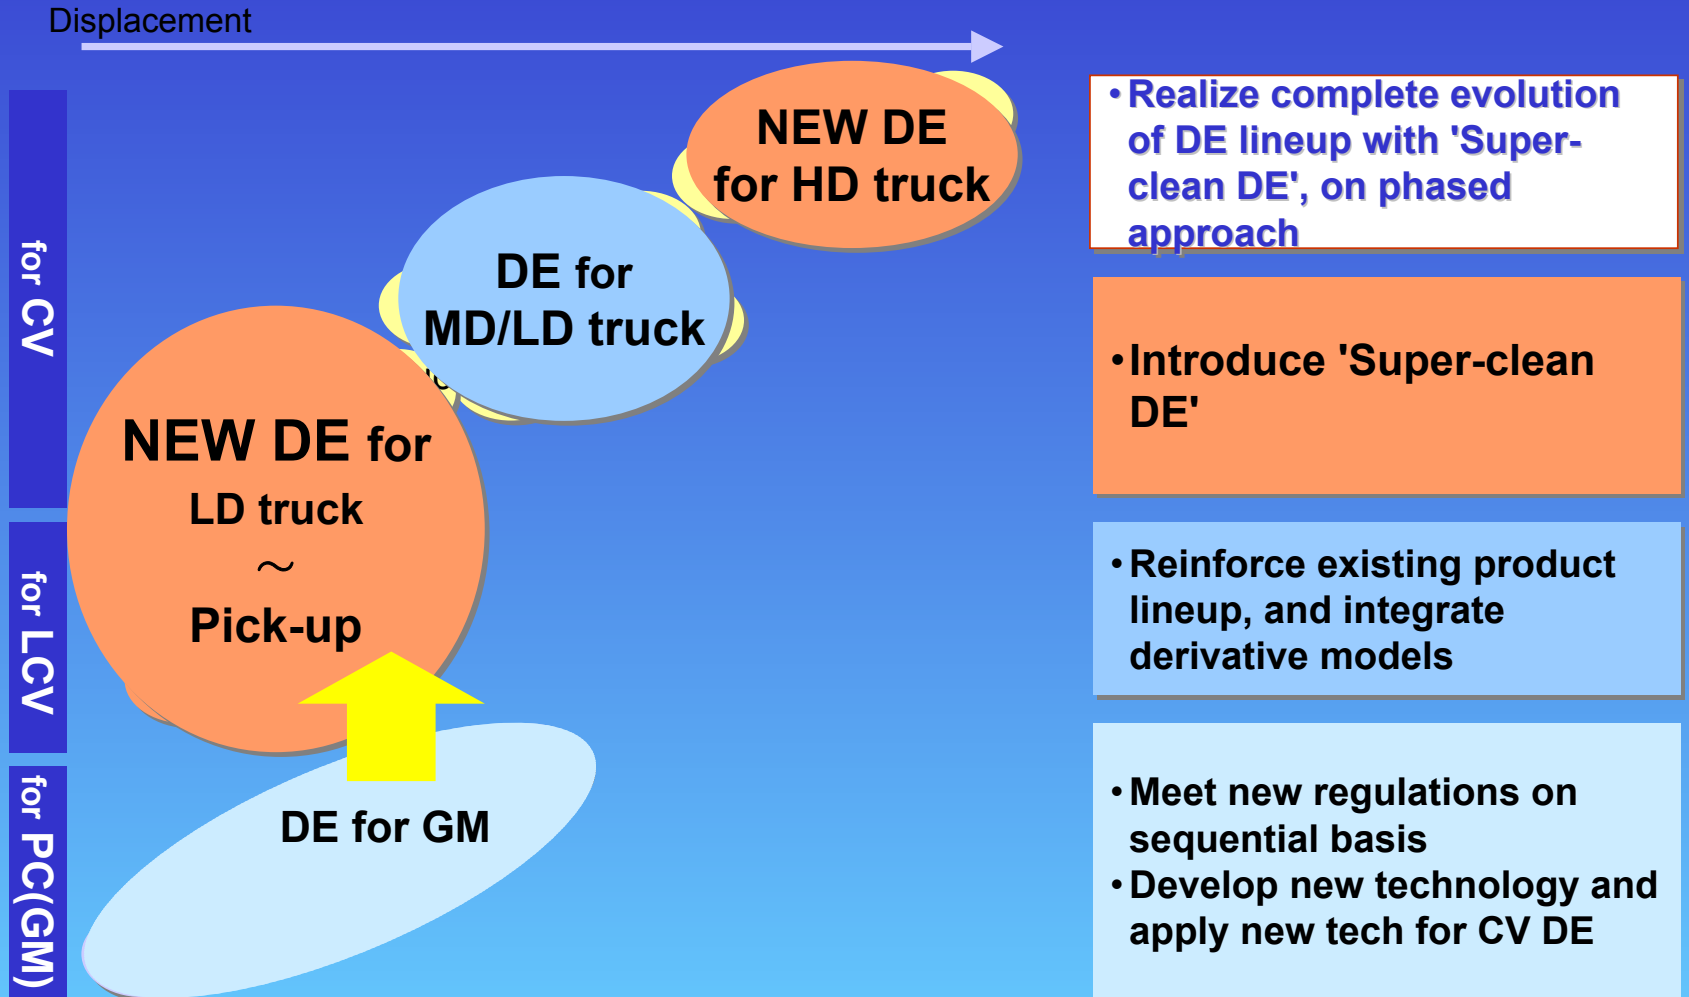 Displacement
for CV
for LCV
for PC(GM)
NEW DE
for HD truck
DE for
MD/LD truck
NEW DE for
LD truck
～
Pick-up
DE for GM
• Realize complete evolution
of DE lineup with 'Super-
clean DE', on phased
approach
• Introduce 'Super-clean
DE'
• Reinforce existing product
lineup, and integrate
derivative models
• Meet new regulations on
sequential basis
• Develop new technology and
apply new tech for CV DE